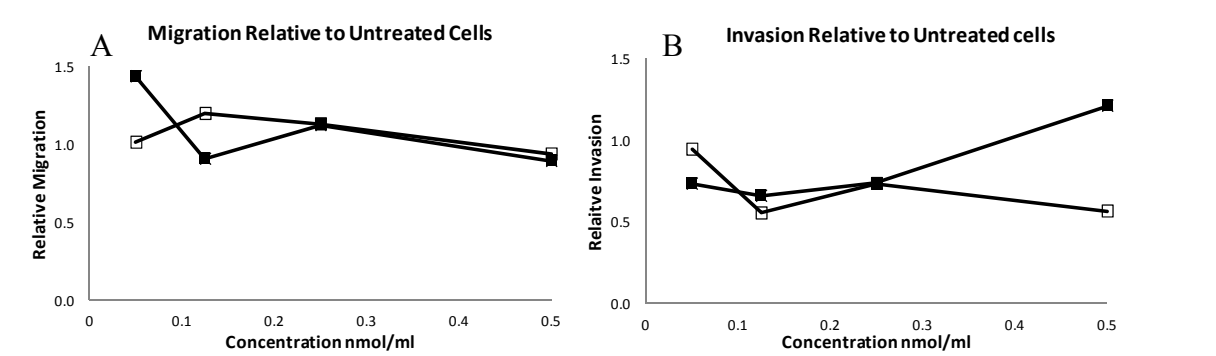 A
Migration Relative to Untreated Cells
Relative Migration
1.5
1.0
0.5
0.0
0 0.1 0.2 0.3 0.4 0.5
Concentration nmol/ml
B
Invasion Relative to Untreated cells
Relaitve Invasion
1.5
1.0
0.5
0.0
0 0.1 0.2 0.3 0.4 0.5
Concentration nmol/ml